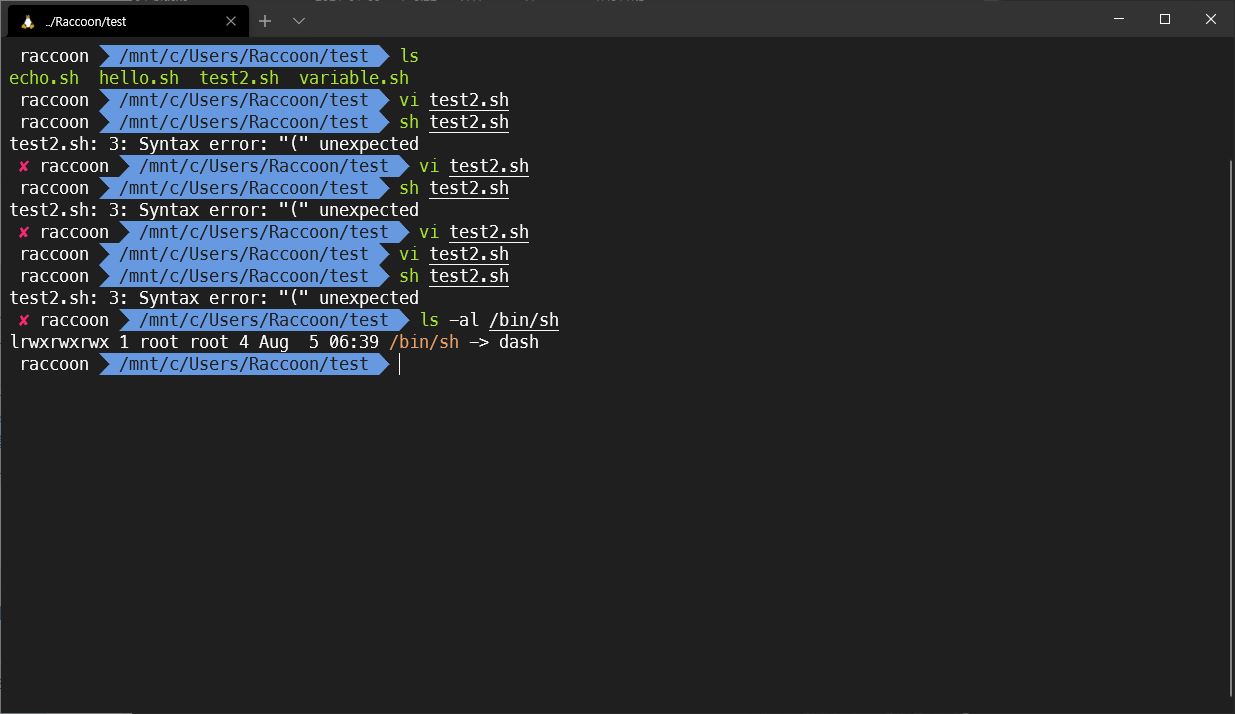 ../Raccoon/test
raccoon /mnt/c/Users/Raccoon/test ls
echo.sh hello.sh test2.sh variable.sh
raccoon /mnt/c/Users/Raccoon/test vi test2.sh
raccoon /mnt/c/Users/Raccoon/test sh test2.sh
test2.sh: 3: Syntax error: "(" unexpected
✘ raccoon /mnt/c/Users/Raccoon/test vi test2.sh
raccoon /mnt/c/Users/Raccoon/test sh test2.sh
test2.sh: 3: Syntax error: "(" unexpected
✘ raccoon /mnt/c/Users/Raccoon/test vi test2.sh
raccoon /mnt/c/Users/Raccoon/test vi test2.sh
raccoon /mnt/c/Users/Raccoon/test sh test2.sh
test2.sh: 3: Syntax error: "(" unexpected
✘ raccoon /mnt/c/Users/Raccoon/test ls -al /bin/sh
lrwxrwxrwx 1 root root 4 Aug  5 06:39 /bin/sh -> dash
raccoon /mnt/c/Users/Raccoon/test